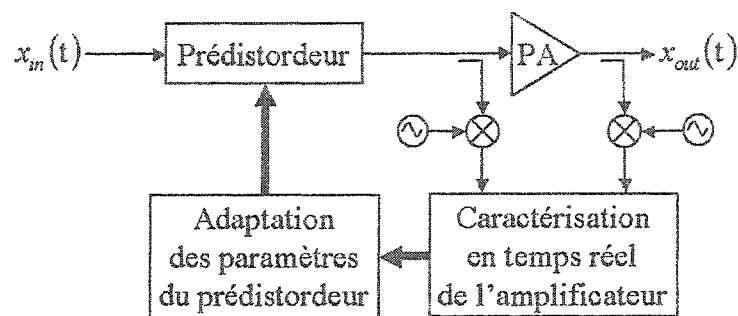 x_in(t)
Prédistordeur
PA
x_out(t)
Adaptation
des paramètres
du prédistordeur
Caractérisation
en temps réel
de l'amplificateur